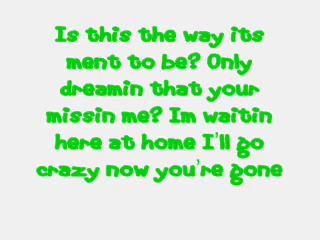 Is this the way its
ment to be? Only
dreamin that your
missin me? Im waitin
here at home I'll go
crazy now you're gone